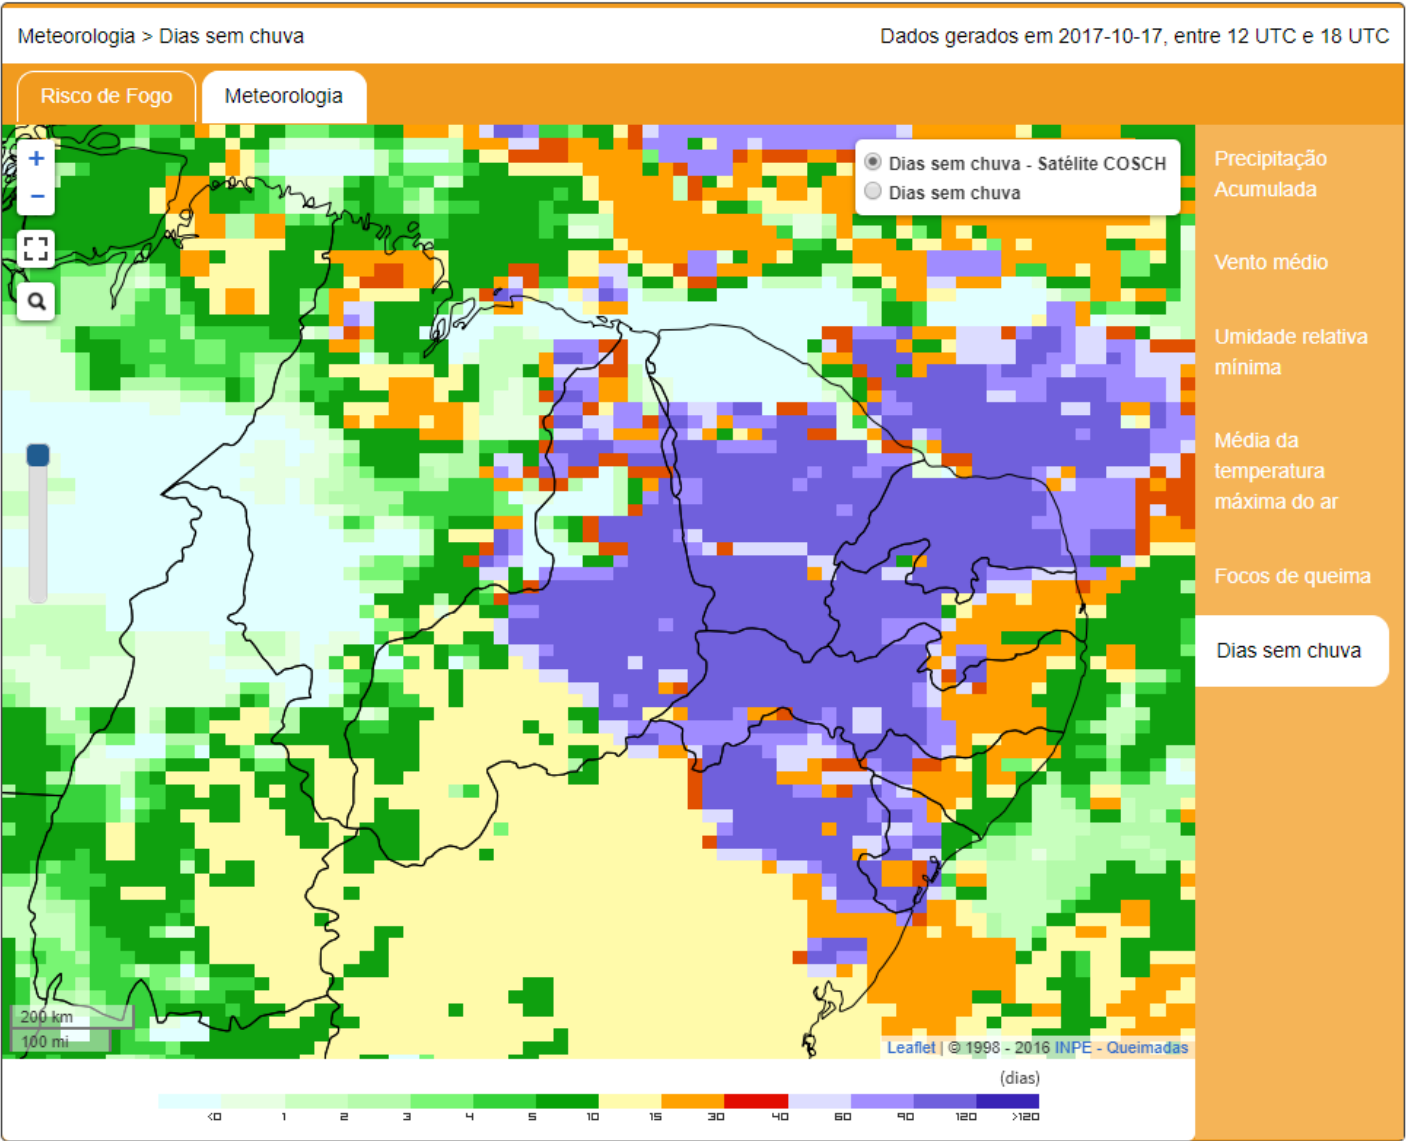 Meteorologia > Dias sem chuva
Dados gerados em 2017-10-17, entre 12 UTC e 18 UTC
Risco de Fogo
Meteorologia
+
−
Dias sem chuva - Satélite COSCH
Dias sem chuva
Precipitação
Acumulada
Vento médio
Umidade relativa
mínima
Média da
temperatura
máxima do ar
Focos de queima
Dias sem chuva
200 km
100 mi
Leaflet | © 1998 - 2016 INPE - Queimadas
(dias)
<0 1 2 3 4 5 10 15 30 40 60 90 120 >120